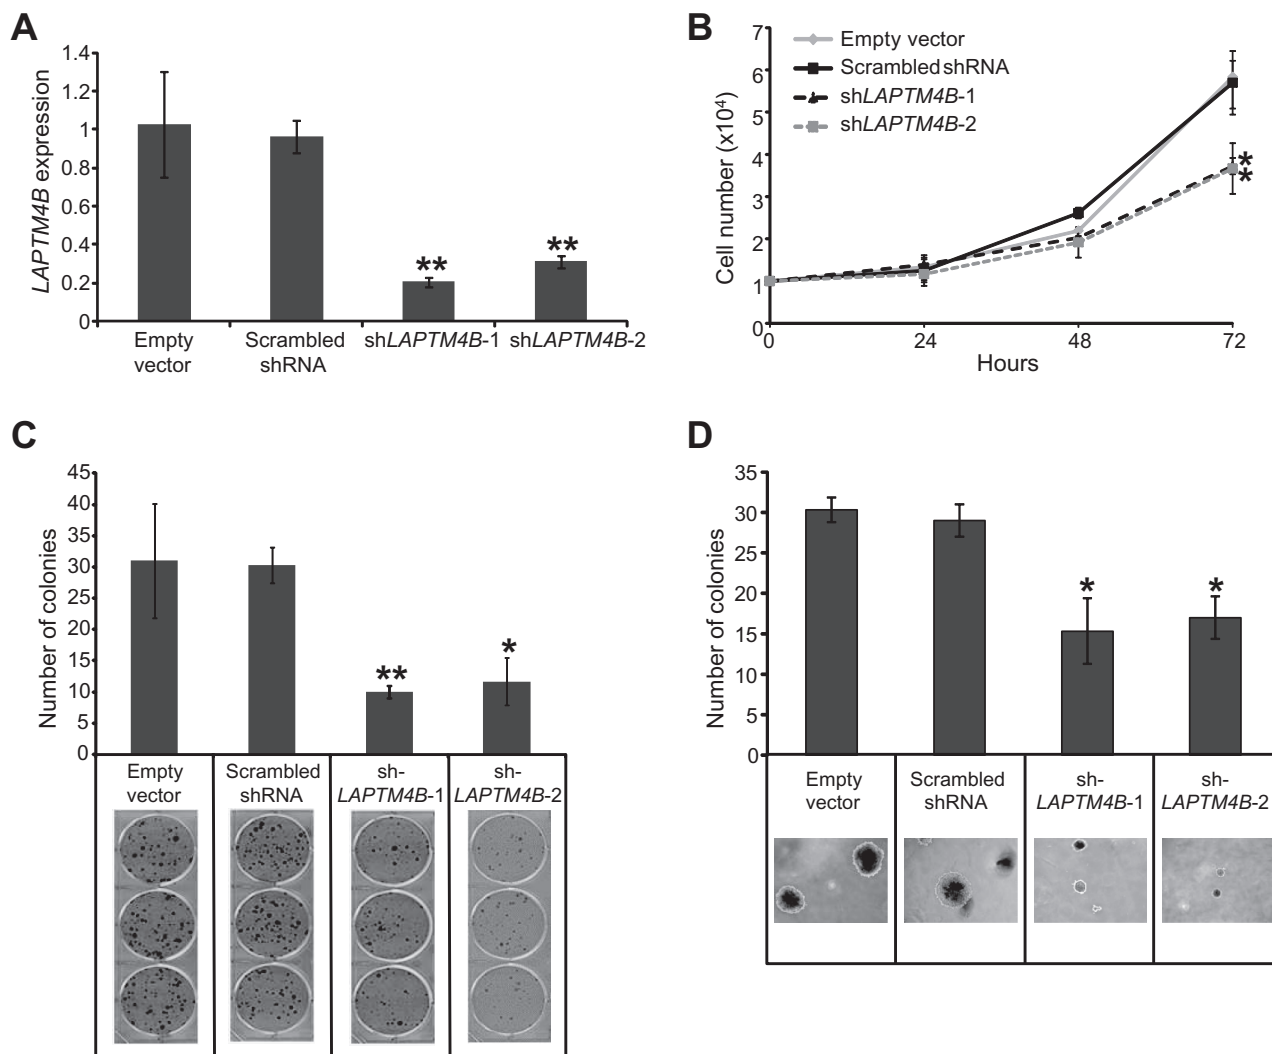 A
1.4
1.2
1
0.8
0.6
0.4
0.2
0
LAPTM4B expression
**
**
Empty vector
Scrambled shRNA
shLAPTM4B-1
shLAPTM4B-2
B
7
6
5
4
3
2
1
0
Cell number (x10⁴)
Empty vector
Scrambled shRNA
shLAPTM4B-1
shLAPTM4B-2
*
*
0
24
48
72
Hours
C
45
40
35
30
25
20
15
10
5
0
Number of colonies
**
*
Empty vector
Scrambled shRNA
sh-
LAPTM4B-1
sh-
LAPTM4B-2
D
35
30
25
20
15
10
5
0
Number of colonies
*
*
Empty vector
Scrambled shRNA
sh-
LAPTM4B-1
sh-
LAPTM4B-2